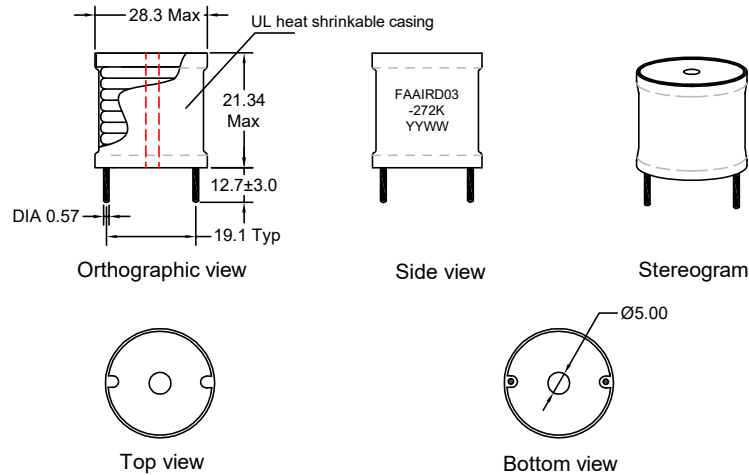 28.3 Max
UL heat shrinkable casing
21.34
Max
12.7±3.0
DIA 0.57
19.1 Typ
Orthographic view
FAAIRD03
-272K
YYWW
Side view
Stereogram
Ø5.00
Top view
Bottom view